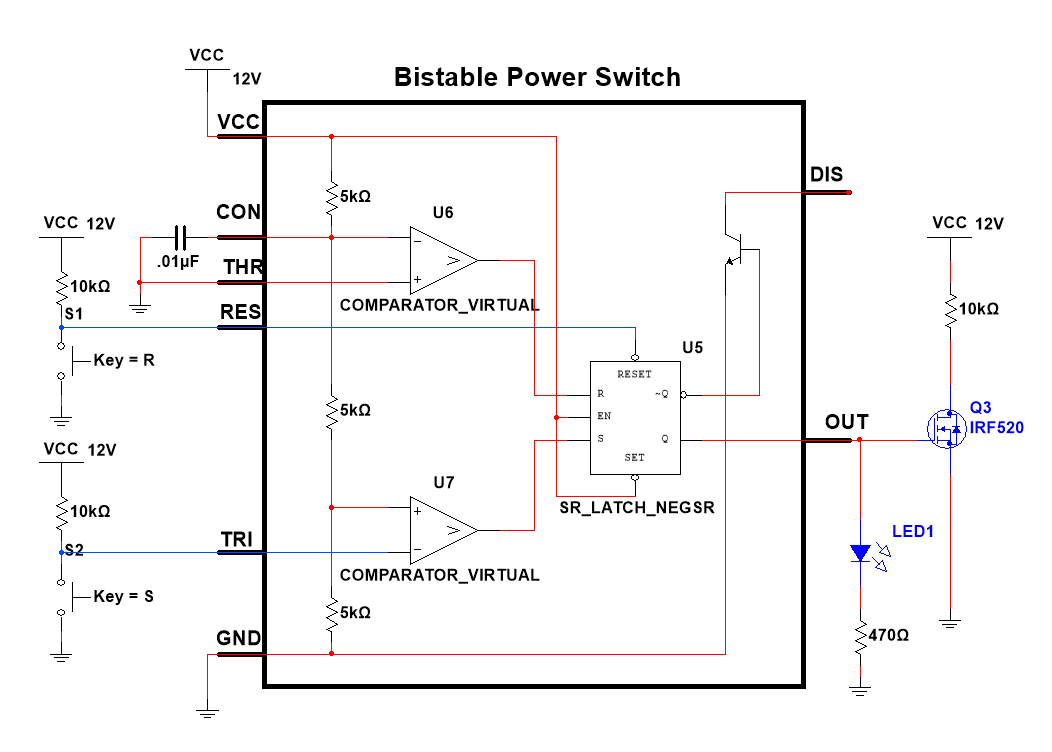 Bistable Power Switch
VCC
12V
VCC
DIS
5kΩ
CON
U6
VCC 12V
VCC 12V
.01µF
THR
10kΩ
COMPARATOR_VIRTUAL
10kΩ
S1
RES
Key = R
U5
RESET
R
~Q
EN
S
Q
SET
5kΩ
Q3
IRF520
OUT
VCC 12V
U7
10kΩ
SR_LATCH_NEGSR
LED1
S2
TRI
COMPARATOR_VIRTUAL
Key = S
5kΩ
GND
470Ω